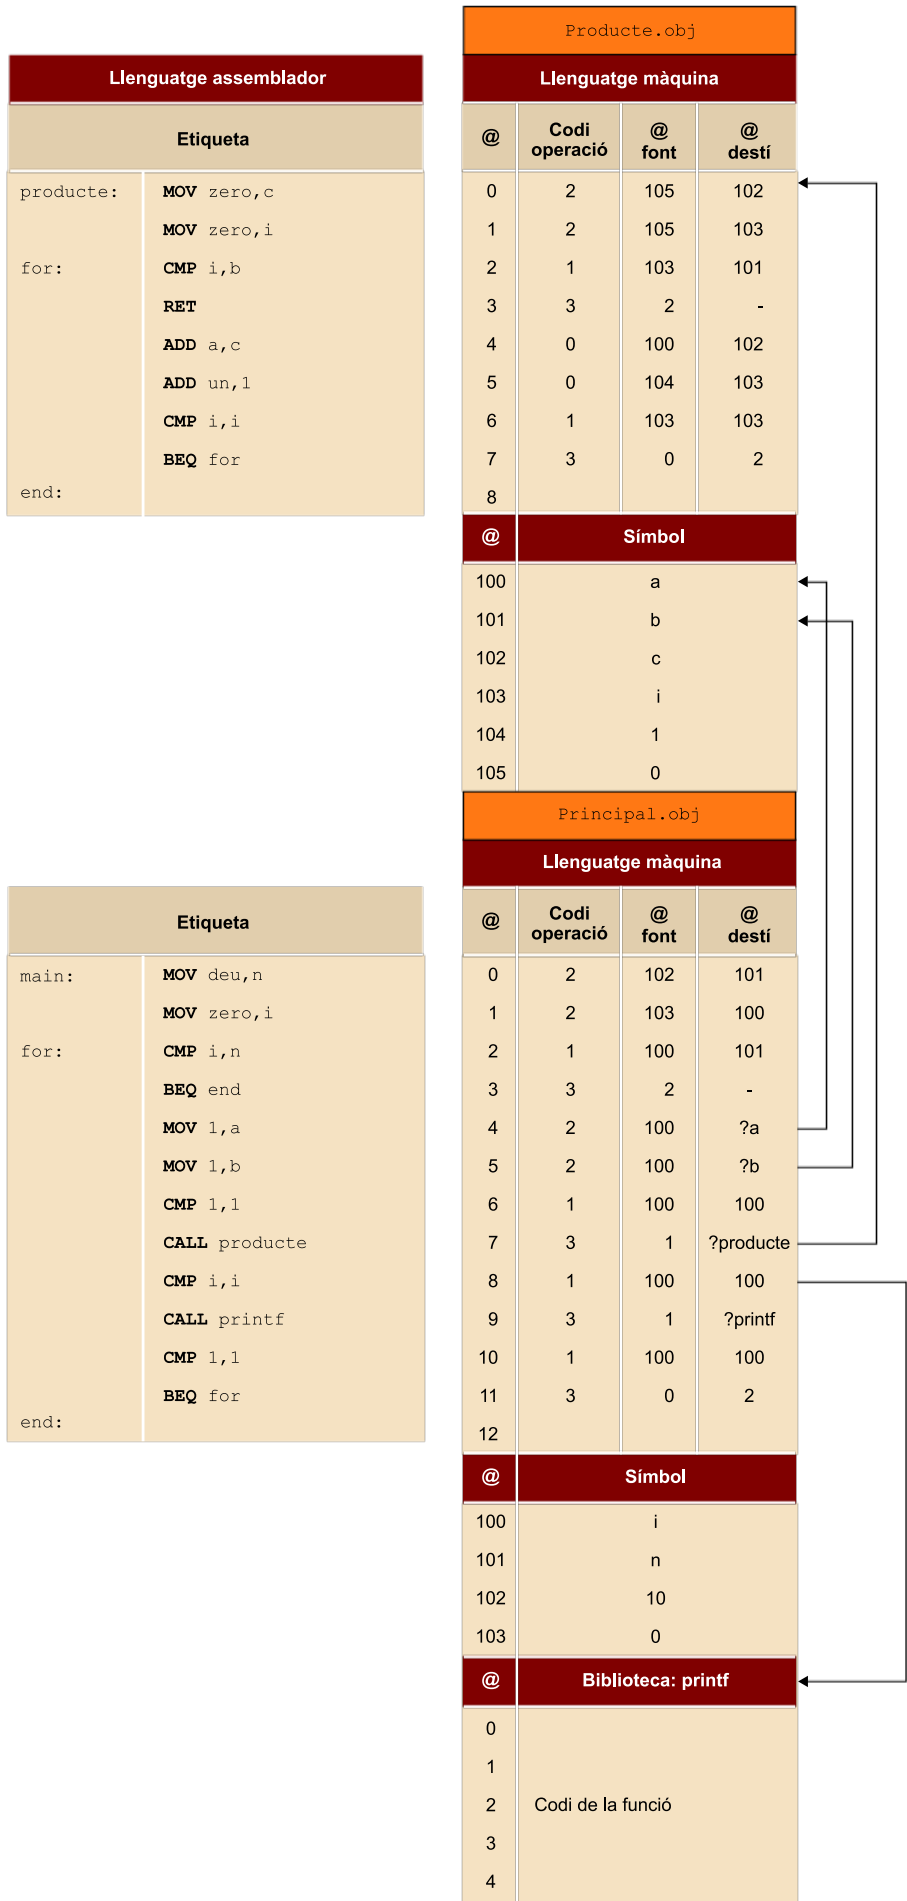 Producte.obj
Llenguatge assemblador
Llenguatge màquina
Etiqueta
@ Codi operació @ font @ destí
producte: MOV zero,c 0 2 105 102
MOV zero,i 1 2 105 103
for: CMP i,b 2 1 103 101
RET 3 3 2 -
ADD a,c 4 0 100 102
ADD un,1 5 0 104 103
CMP i,i 6 1 103 103
BEQ for 7 3 0 2
end: 8
@ Símbol
100 a
101 b
102 c
103 i
104 1
105 0
Principal.obj
Llenguatge màquina
Etiqueta
@ Codi operació @ font @ destí
main: MOV deu,n 0 2 102 101
MOV zero,i 1 2 103 100
for: CMP i,n 2 1 100 101
BEQ end 3 3 2 -
MOV 1,a 4 2 100 ?a
MOV 1,b 5 2 100 ?b
CMP 1,1 6 1 100 100
CALL producte 7 3 1 ?producte
CMP i,i 8 1 100 100
CALL printf 9 3 1 ?printf
CMP 1,1 10 1 100 100
BEQ for 11 3 0 2
end: 12
@ Símbol
100 i
101 n
102 10
103 0
@ Biblioteca: printf
0
1
2 Codi de la funció
3
4